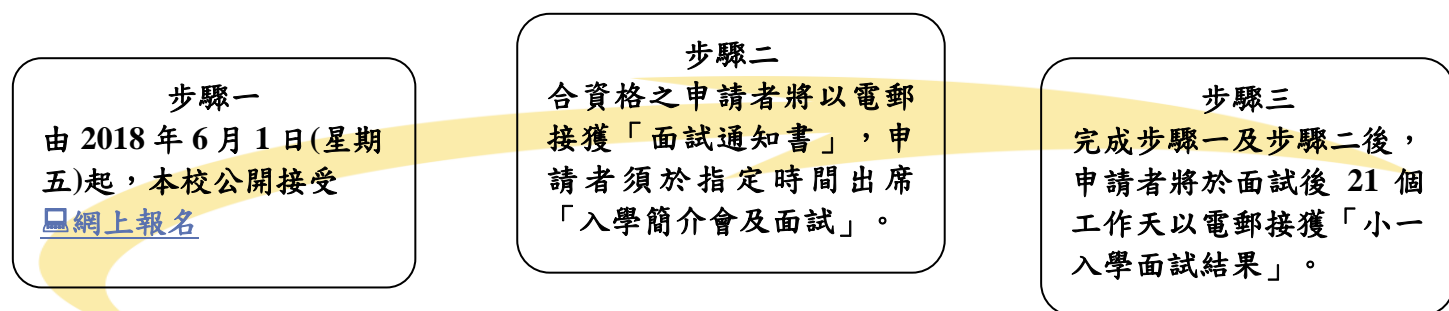 步驟一
由 2018 年 6 月 1 日(星期
五)起，本校公開接受
💻網上報名
步驟二
合資格之申請者將以電郵
接獲「面試通知書」，申
請者須於指定時間出席
「入學簡介會及面試」。
步驟三
完成步驟一及步驟二後，
申請者將於面試後 21 個
工作天以電郵接獲「小一
入學面試結果」。